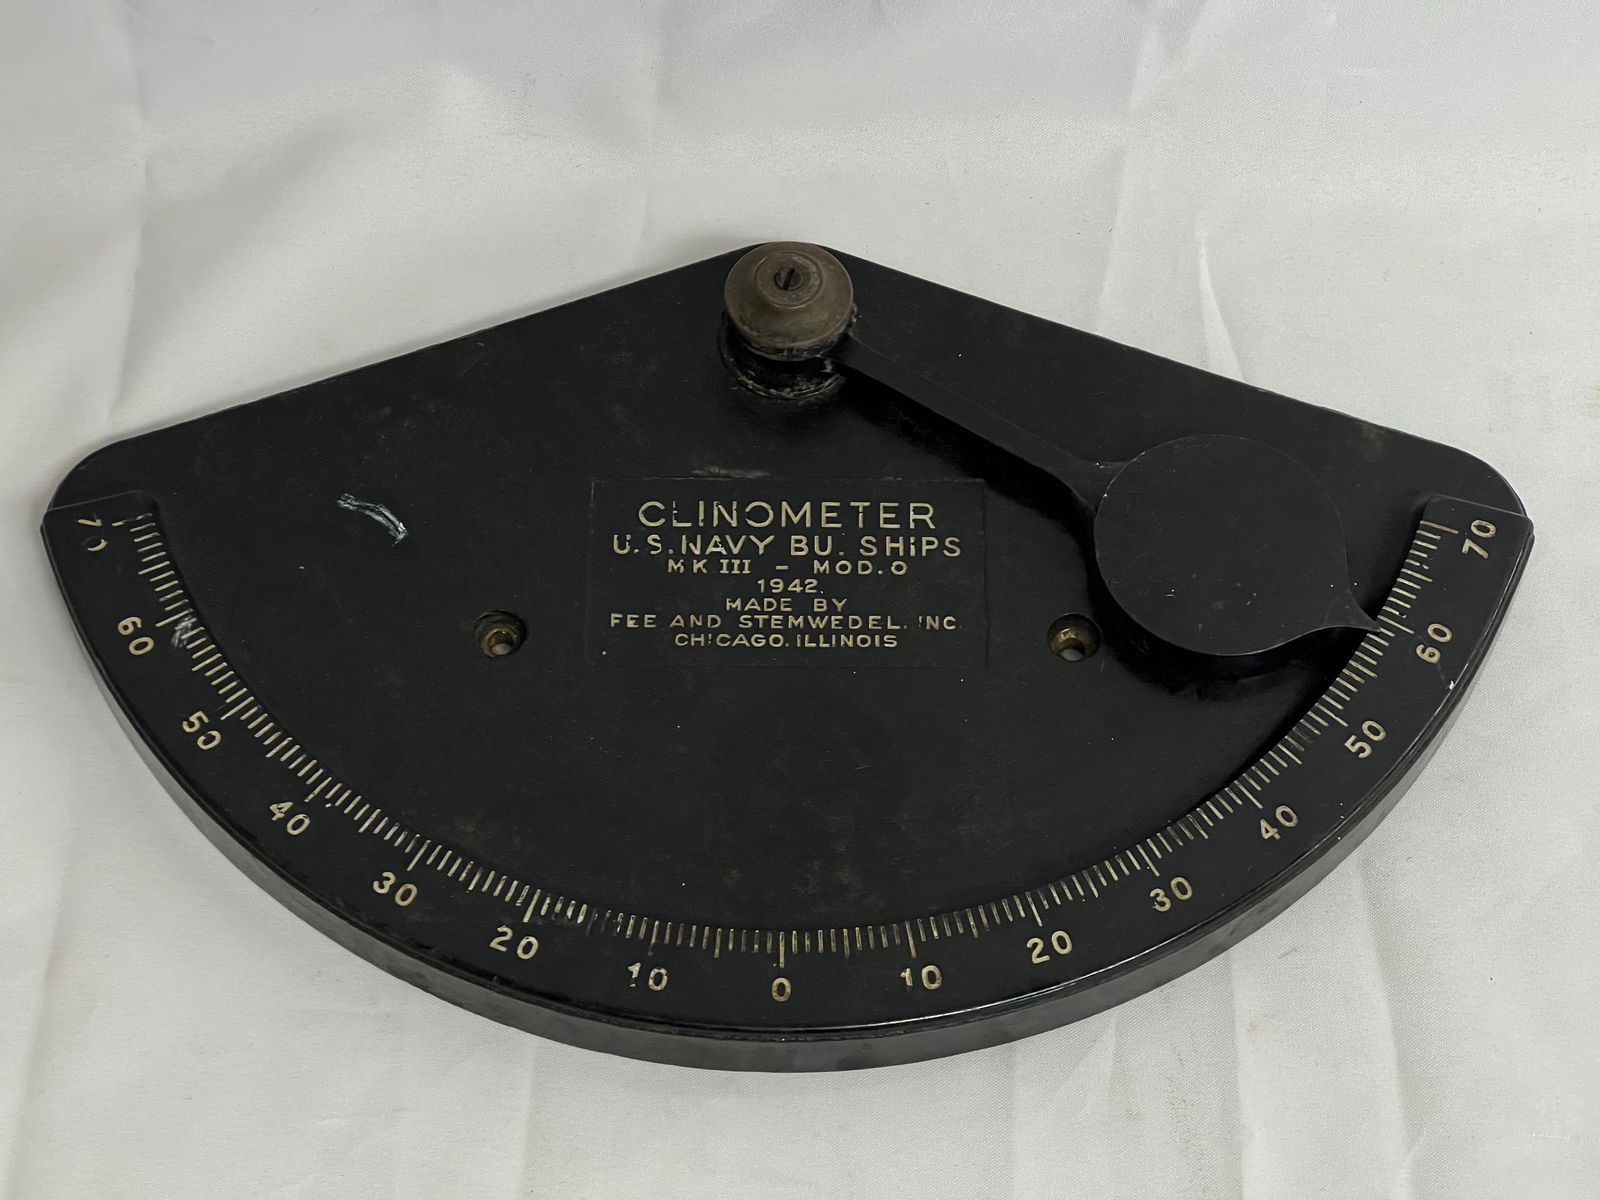 CLINOMETER
U.S. NAVY BU. SHIPS
MK III - MOD. O
1942.
MADE BY
FEE AND STEMWEDEL, INC.
CHICAGO, ILLINOIS
70 60 50 40 30 20 10 0 10 20 30 40 50 60 70